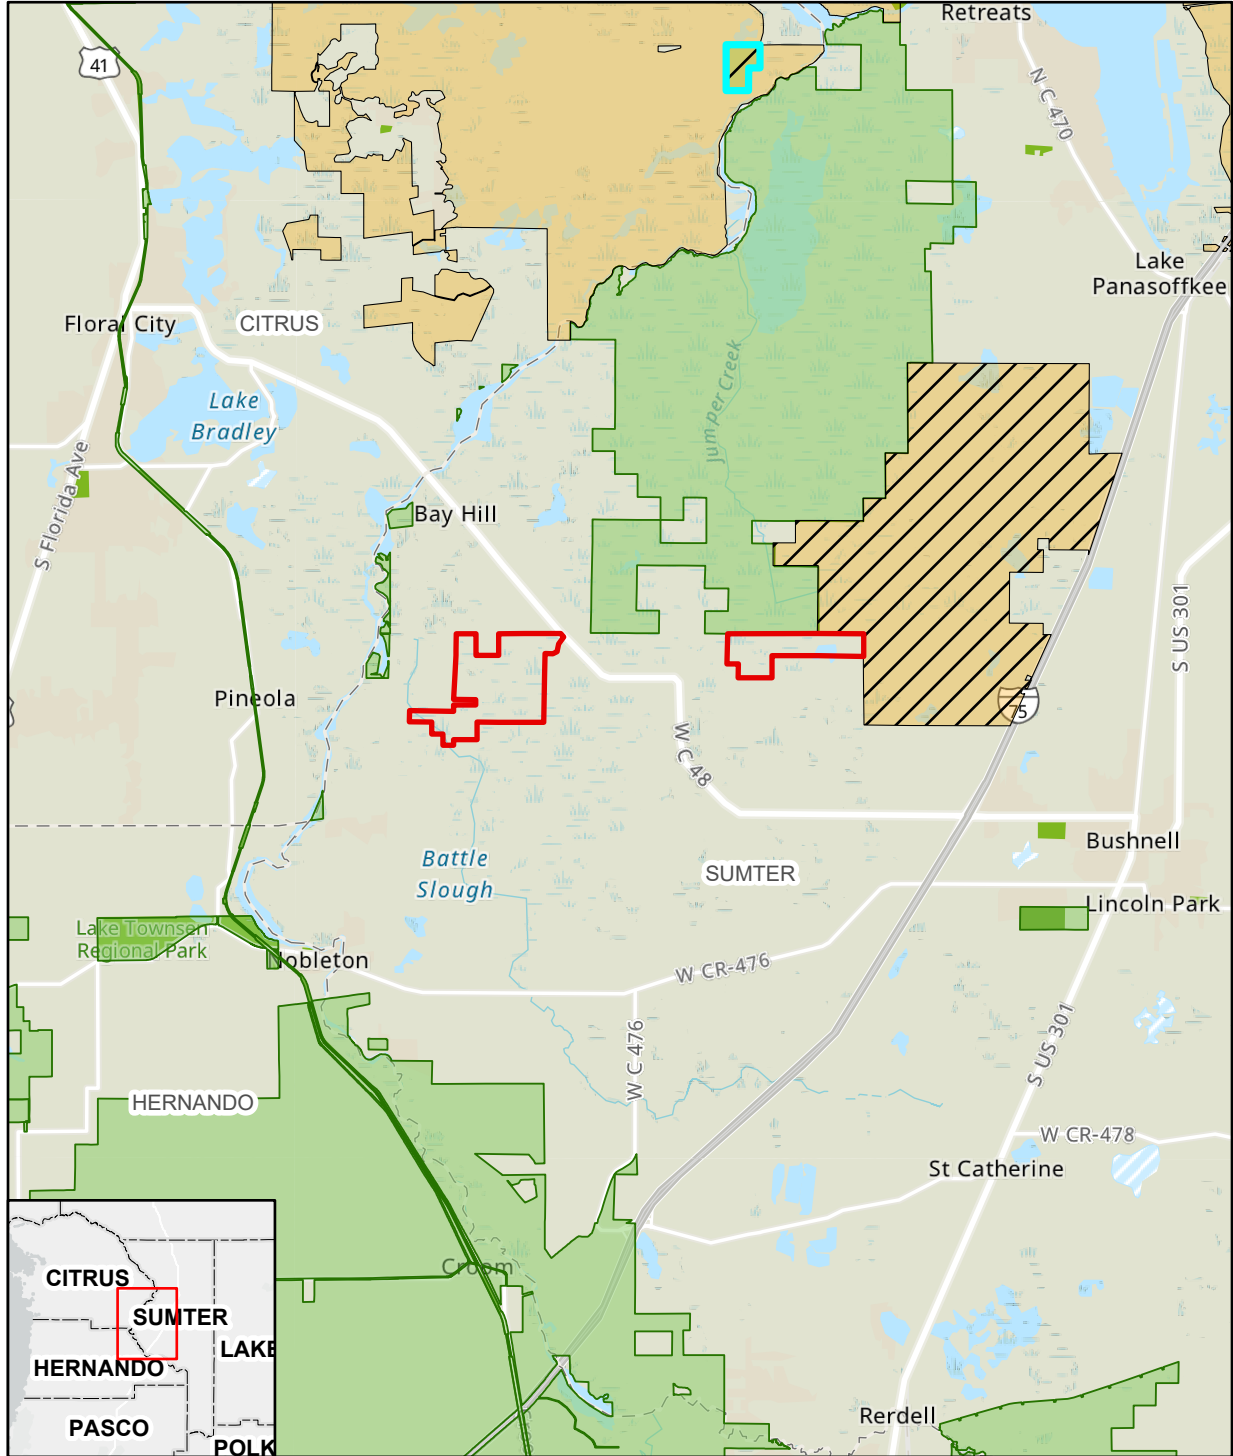 Retreats
41
N C 470
Lake
Panasoffkee
Floral City
CITRUS
Lake
Bradley
Jumper Creek
S Florida Ave
Bay Hill
S US 301
Pineola
75
W C 48
Bushnell
Battle
Slough
SUMTER
Lincoln Park
Lake Townsen
Regional Park
Nobleton
W CR-476
W C 476
S US 301
HERNANDO
W CR-478
St Catherine
Croom
CITRUS
SUMTER
LAKE
HERNANDO
PASCO
POLK
Rerdell